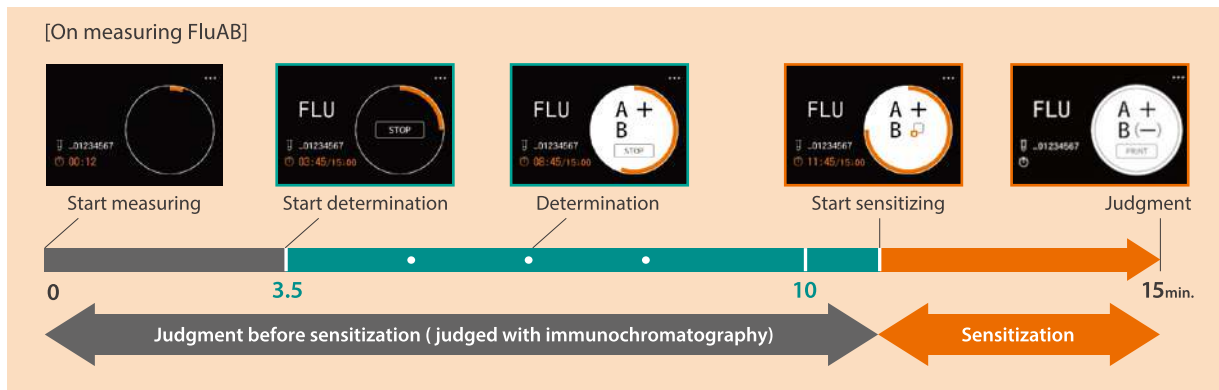 [On measuring FluAB]
...
_01234567
00:12
...
FLU
STOP
_01234567
03:45/15:00
...
FLU
A +
B
STOP
_01234567
08:45/15:00
...
FLU
A +
B
_01234567
11:45/15:00
...
FLU
A +
B (—)
PRINT
_01234567
Start measuring
Start determination
Determination
Start sensitizing
Judgment
0
3.5
10
15min.
Judgment before sensitization ( judged with immunochromatography)
Sensitization